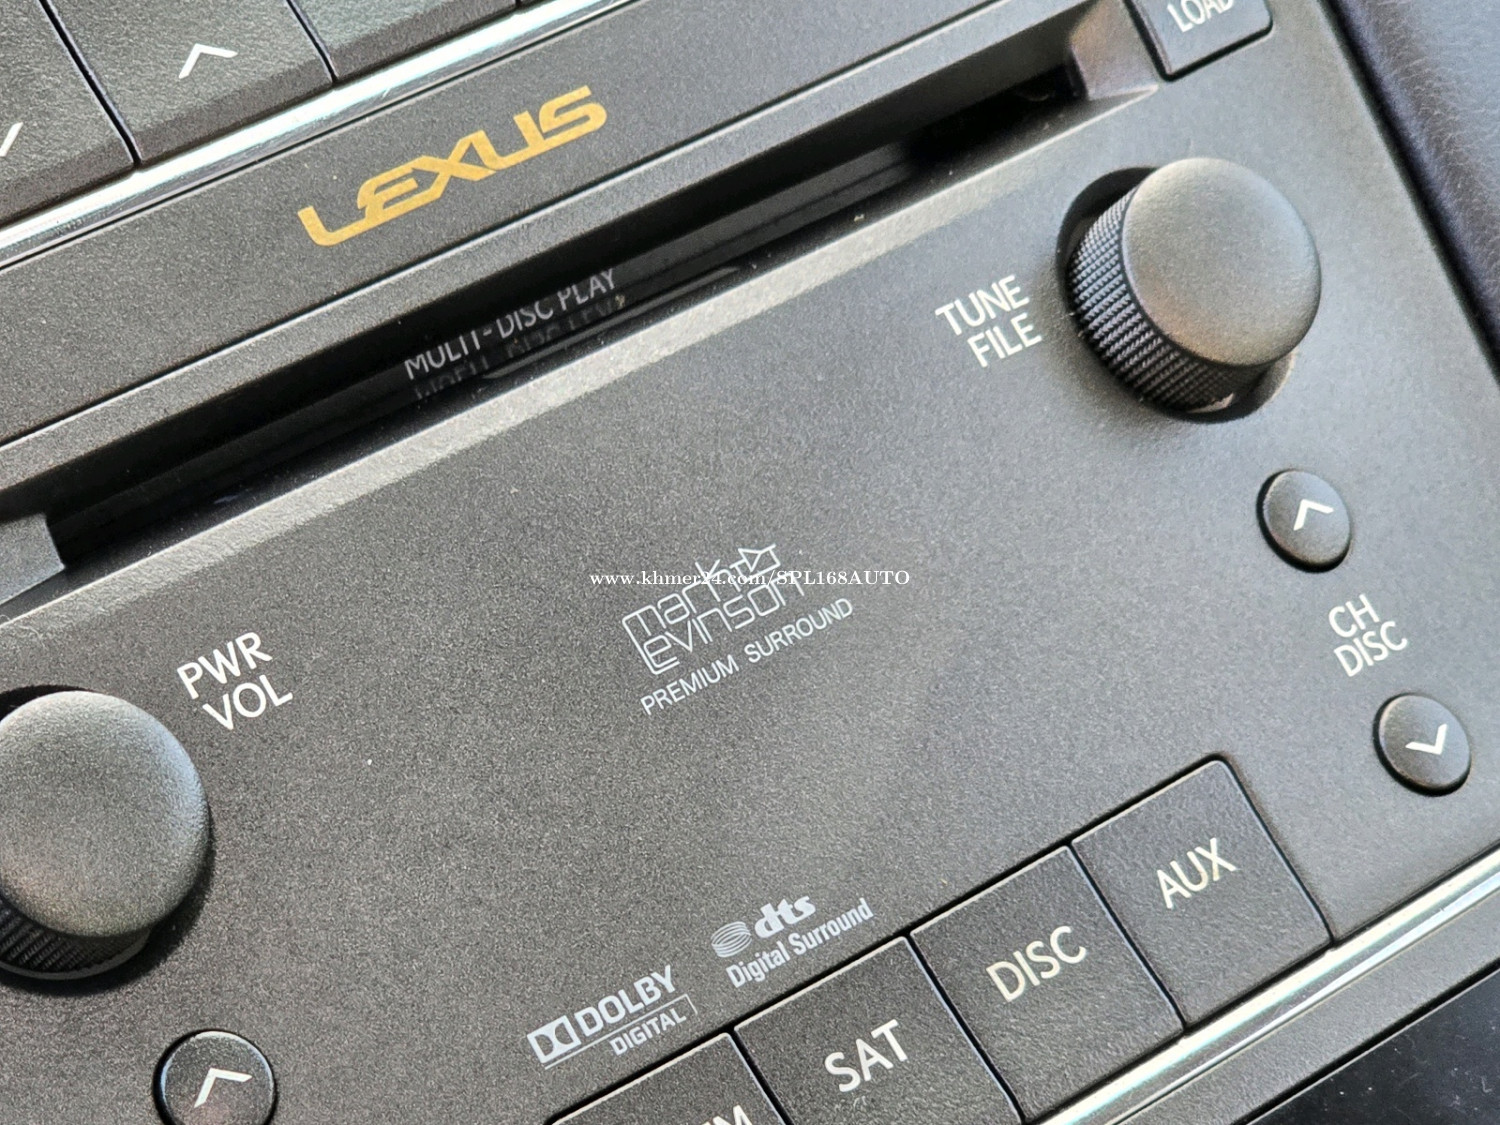 LOAD
LEXUS
MULTI-DISC PLAY
TUNE
FILE
www.khmer24.com/SPL168AUTO
mark
levinson
PREMIUM SURROUND
PWR
VOL
CH
DISC
AUX
DISC
SAT
dts
Digital Surround
DOLBY
DIGITAL